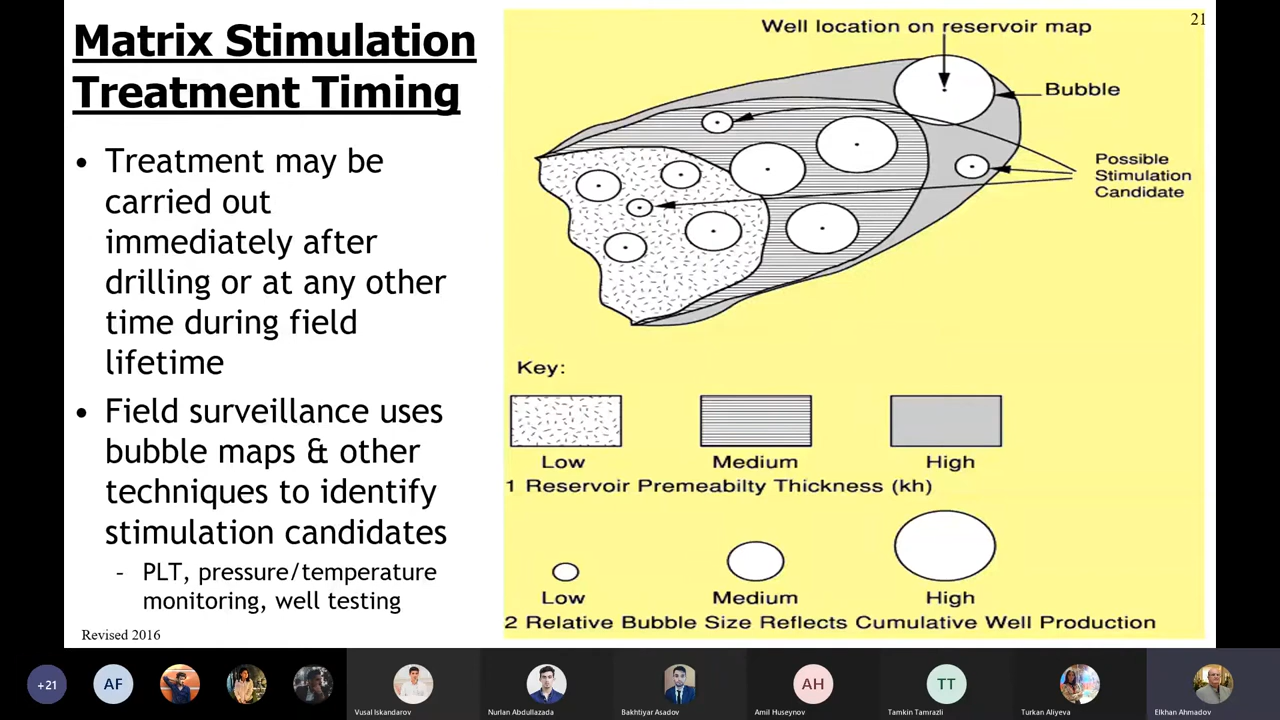 Matrix Stimulation
Treatment Timing
• Treatment may be
carried out
immediately after
drilling or at any other
time during field
lifetime
• Field surveillance uses
bubble maps & other
techniques to identify
stimulation candidates
- PLT, pressure/temperature
monitoring, well testing
Revised 2016
21
Well location on reservoir map
Bubble
Possible
Stimulation
Candidate
Key:
Low Medium High
1 Reservoir Premeabilty Thickness (kh)
Low Medium High
2 Relative Bubble Size Reflects Cumulative Well Production
+21 AF AH TT
Vusal Iskandarov Nurlan Abdullazada Bakhtiyar Asadov Amil Huseynov Tamkin Tamrazli Turkan Aliyeva Elkhan Ahmadov